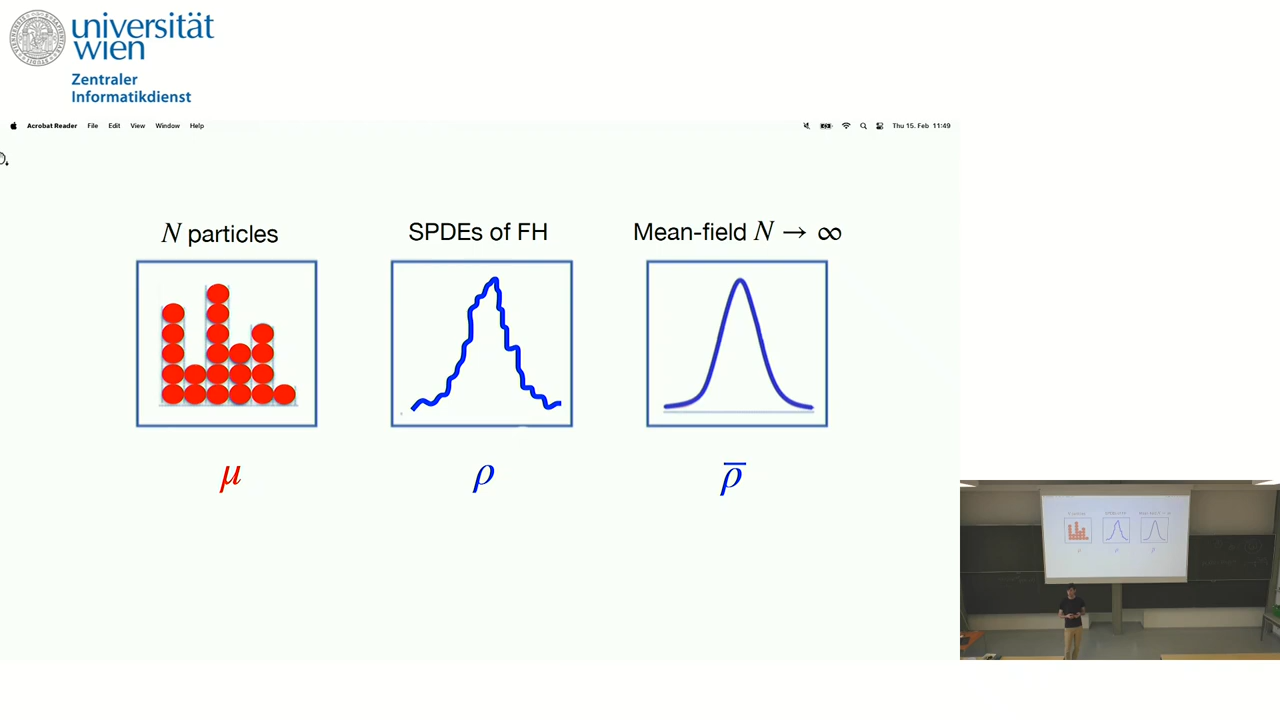 universität
wien
Zentraler
Informatikdienst
Acrobat Reader File Edit View Window Help Thu 15. Feb 11:49
N particles SPDEs of FH Mean-field N → ∞
μ ρ ρ̅